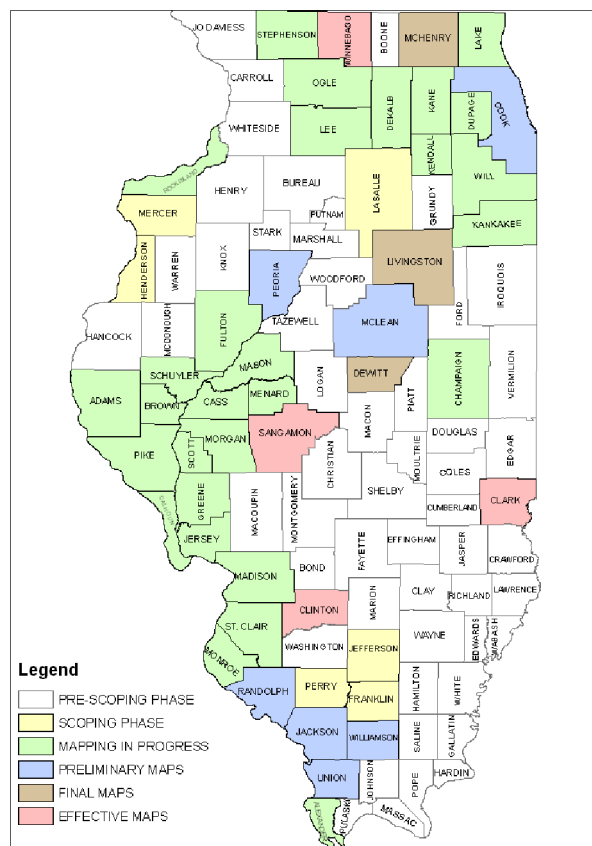 JO DAVIESS
STEPHENSON
WINNEBAGO
BOONE
MCHENRY
LAKE
CARROLL
OGLE
DEKALB
KANE
DUPAGE
COOK
WHITESIDE
LEE
KENDALL
WILL
ROCK ISLAND
HENRY
BUREAU
LASALLE
GRUNDY
MERCER
PUTNAM
KANKAKEE
STARK
MARSHALL
HENDERSON
WARREN
KNOX
PEORIA
LIVINGSTON
WOODFORD
FORD
IROQUOIS
HANCOCK
MCDONOUGH
FULTON
TAZEWELL
MCLEAN
SCHUYLER
MASON
LOGAN
DEWITT
CHAMPAIGN
VERMILION
ADAMS
BROWN
CASS
MENARD
PIATT
MACON
PIKE
SCOTT
MORGAN
SANGAMON
CHRISTIAN
MOULTRIE
DOUGLAS
EDGAR
COLES
CALHOUN
GREENE
MACOUPIN
MONTGOMERY
SHELBY
CUMBERLAND
CLARK
JERSEY
FAYETTE
EFFINGHAM
JASPER
CRAWFORD
MADISON
BOND
CLINTON
MARION
CLAY
RICHLAND
LAWRENCE
ST. CLAIR
MONROE
WASHINGTON
JEFFERSON
WAYNE
EDWARDS
WABASH
RANDOLPH
PERRY
FRANKLIN
HAMILTON
WHITE
JACKSON
WILLIAMSON
SALINE
GALLATIN
UNION
JOHNSON
POPE
HARDIN
ALEXANDER
PULASKI
MASSAC
Legend
PRE-SCOPING PHASE
SCOPING PHASE
MAPPING IN PROGRESS
PRELIMINARY MAPS
FINAL MAPS
EFFECTIVE MAPS